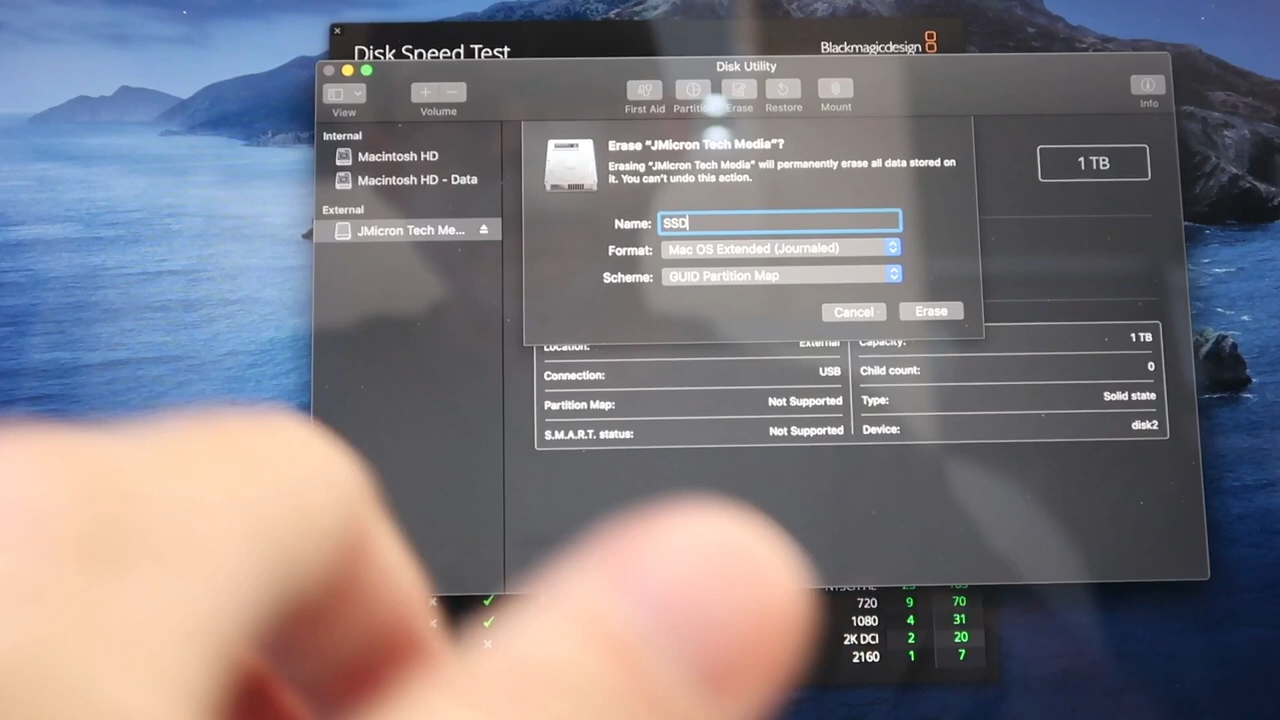 Disk Speed Test
Blackmagicdesign
Disk Utility
View
Volume
First Aid
Partition
Erase
Restore
Mount
Info
Internal
Macintosh HD
Macintosh HD - Data
External
JMicron Tech Me...
Erase “JMicron Tech Media”?
Erasing “JMicron Tech Media” will permanently erase all data stored on
it. You can’t undo this action.
Name: SSD
Format: Mac OS Extended (Journaled)
Scheme: GUID Partition Map
Cancel
Erase
1 TB
Location: External
Connection: USB
Partition Map: Not Supported
S.M.A.R.T. status: Not Supported
Capacity: 1 TB
Child count: 0
Type: Solid state
Device: disk2
720 9 70
1080 4 31
2K DCI 2 20
2160 1 7